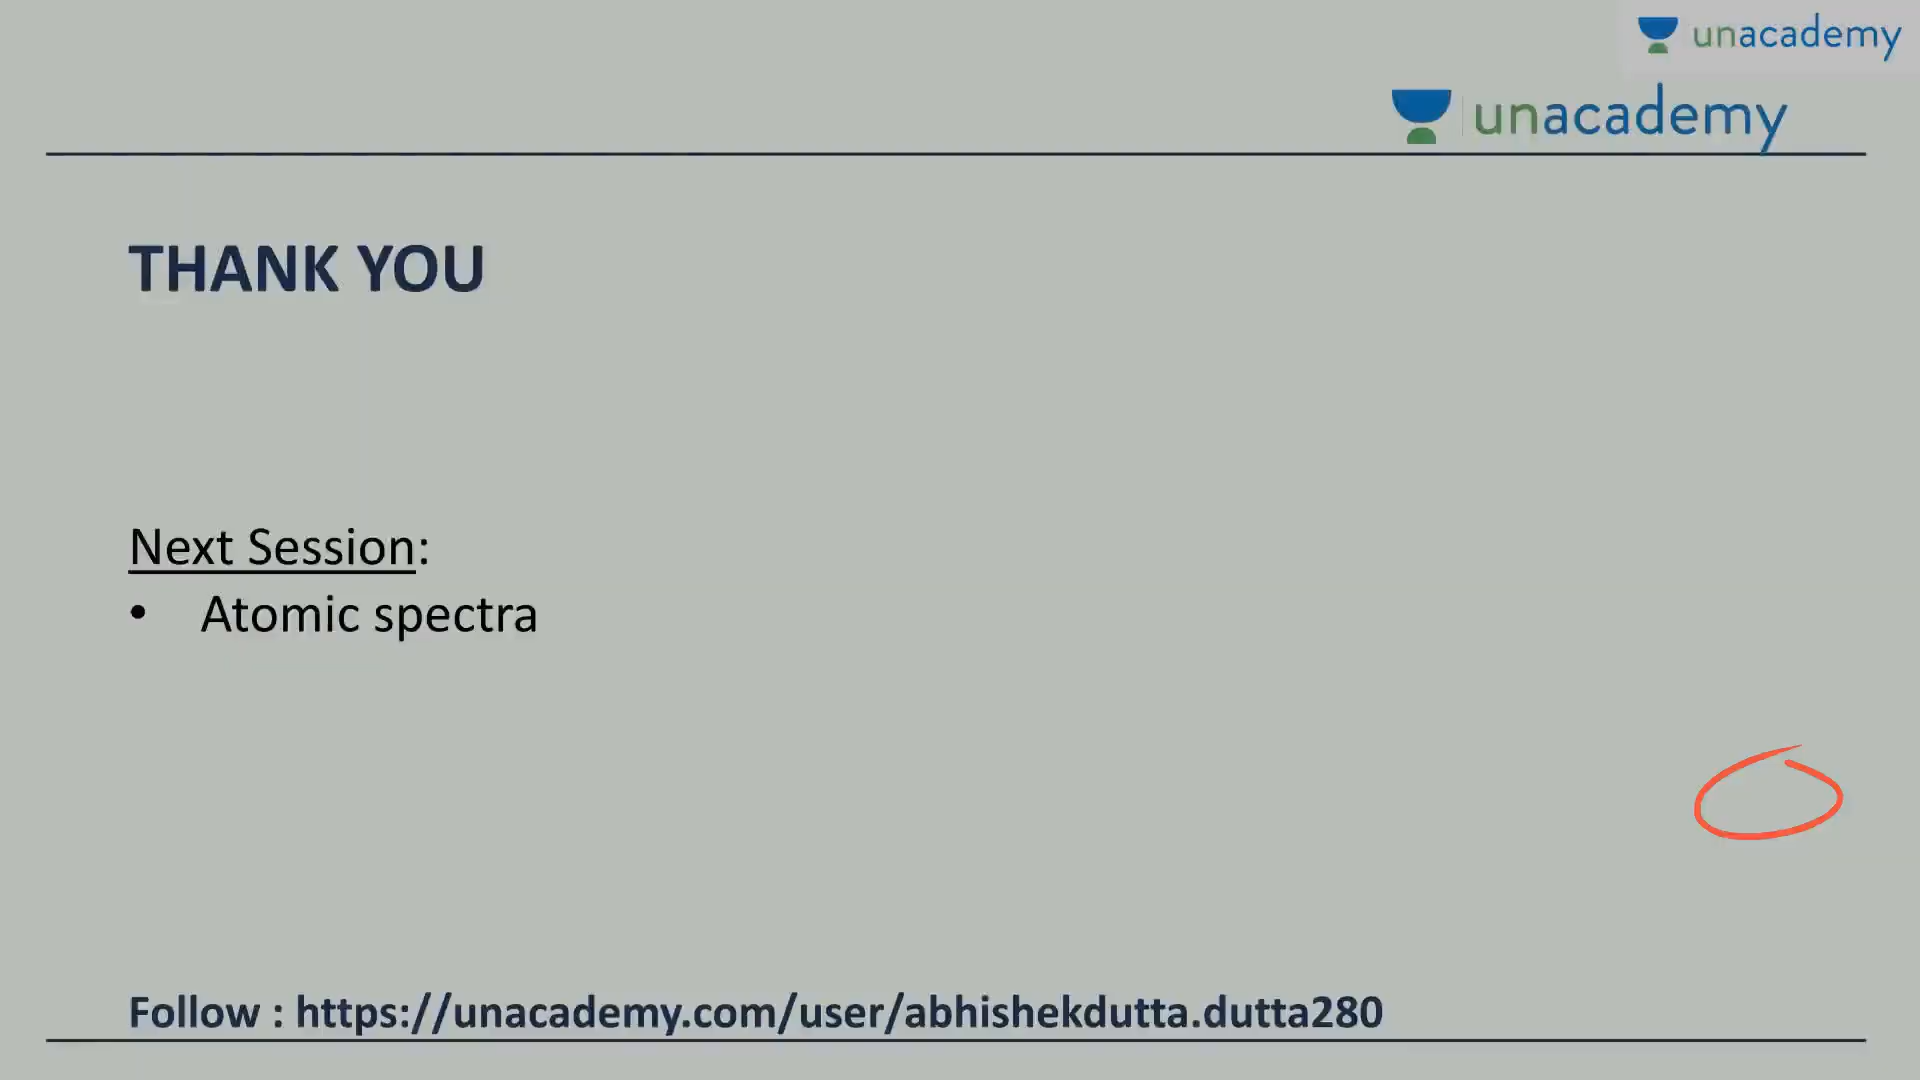 unacademy
unacademy
THANK YOU
Next Session:
• Atomic spectra
Follow : https://unacademy.com/user/abhishekdutta.dutta280